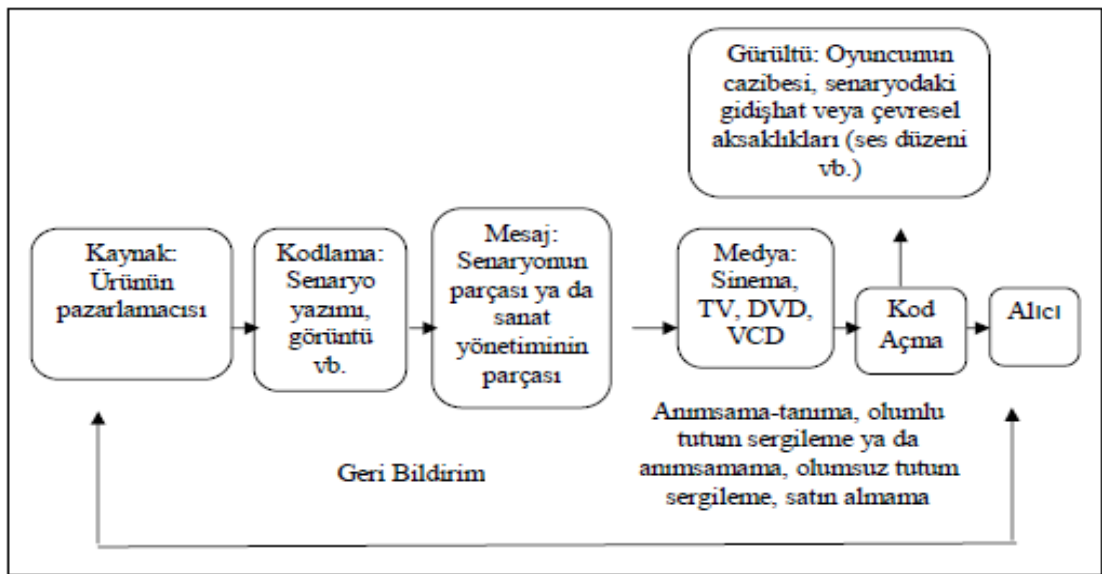 Gürültü: Oyuncunun
cazibesi, senaryodaki
gidişhat veya çevresel
aksaklıkları (ses düzeni
vb.)
Kaynak:
Ürünün
pazarlamacısı
Kodlama:
Senaryo
yazımı,
görüntü
vb.
Mesaj:
Senaryonun
parçası ya da
sanat
yönetiminin
parçası
Medya:
Sinema,
TV, DVD,
VCD
Kod
Açma
Alıcı
Anımsama-tanıma, olumlu
tutum sergileme ya da
anımsamama, olumsuz tutum
sergileme, satın almama
Geri Bildirim